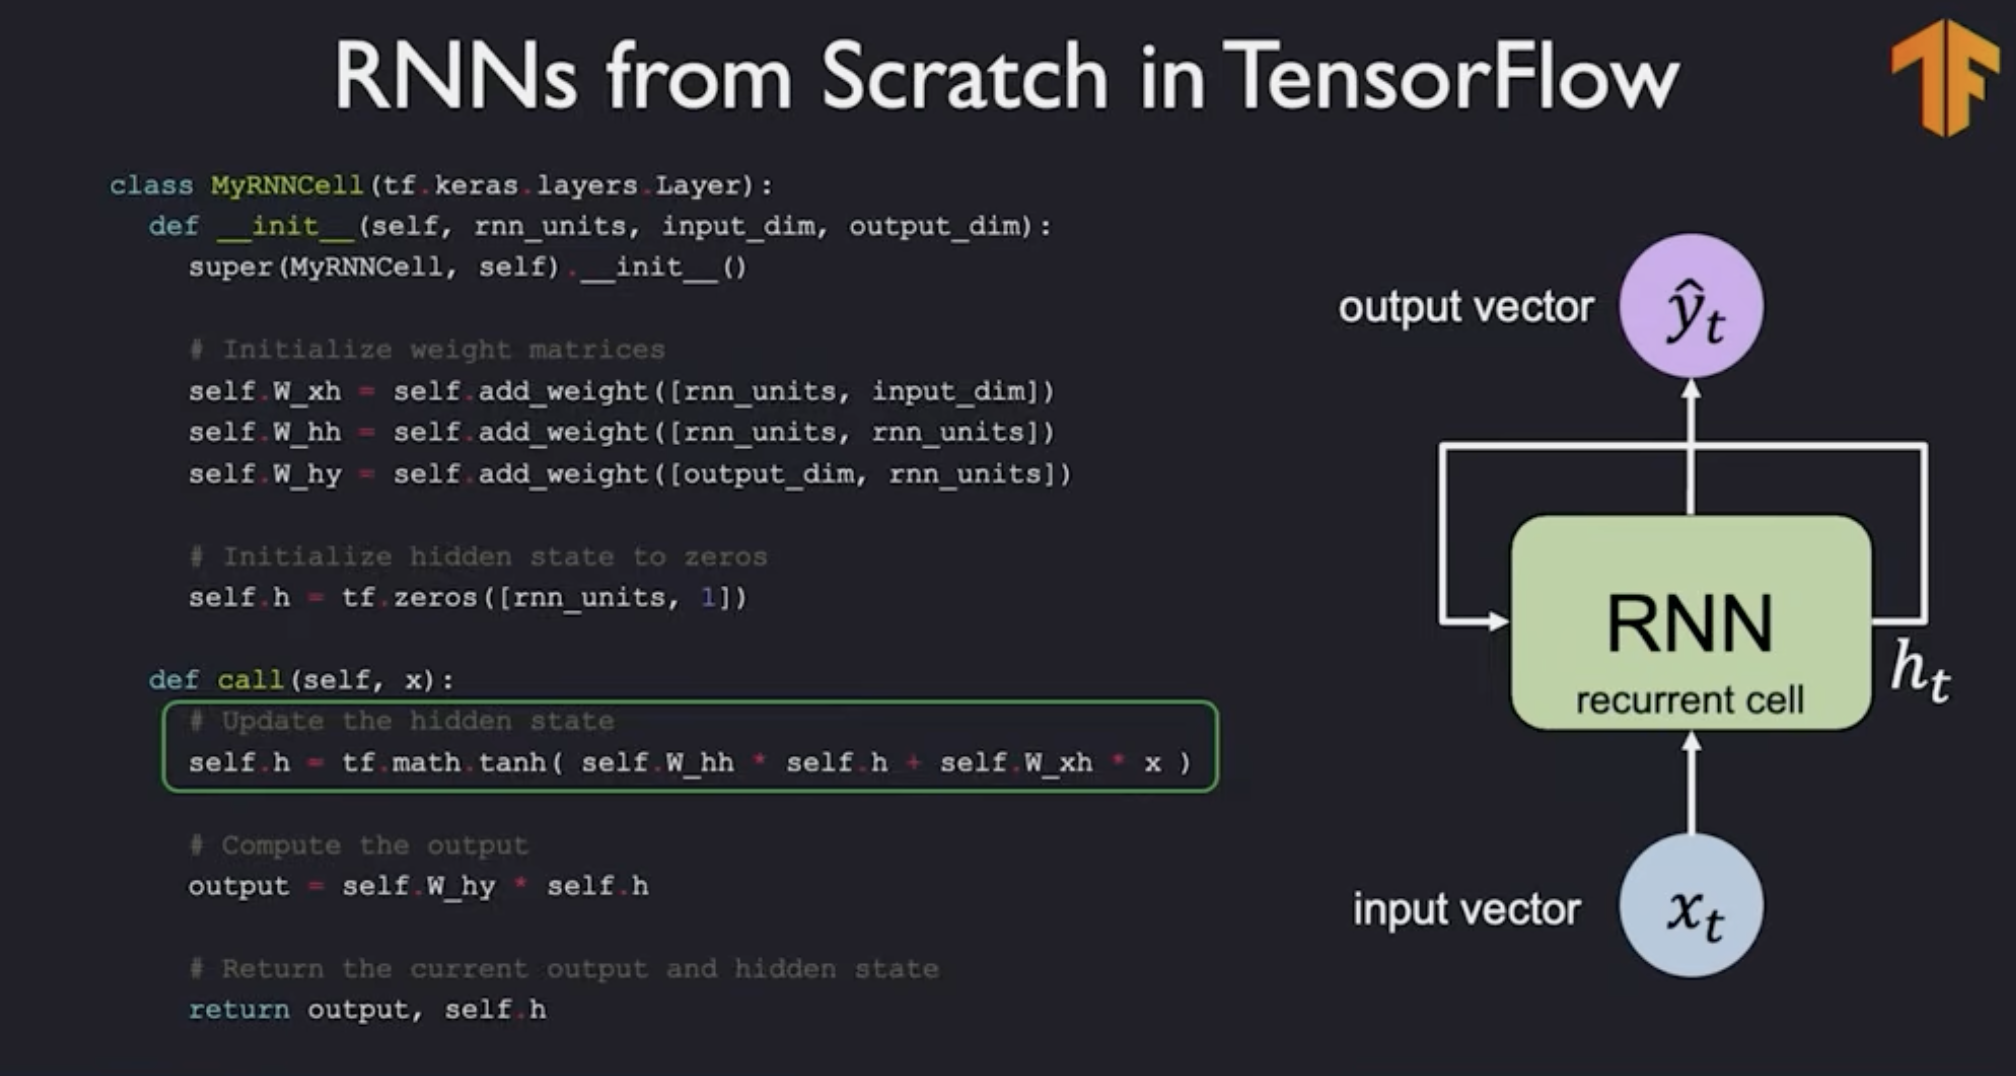 RNNs from Scratch in TensorFlow
TF
class MyRNNCell(tf.keras.layers.Layer):
def __init__(self, rnn_units, input_dim, output_dim):
super(MyRNNCell, self).__init__()
# Initialize weight matrices
self.W_xh = self.add_weight([rnn_units, input_dim])
self.W_hh = self.add_weight([rnn_units, rnn_units])
self.W_hy = self.add_weight([output_dim, rnn_units])
# Initialize hidden state to zeros
self.h = tf.zeros([rnn_units, 1])
def call(self, x):
# Update the hidden state
self.h = tf.math.tanh( self.W_hh * self.h + self.W_xh * x )
# Compute the output
output = self.W_hy * self.h
# Return the current output and hidden state
return output, self.h
output vector ŷₜ
RNN
recurrent cell
hₜ
input vector xₜ